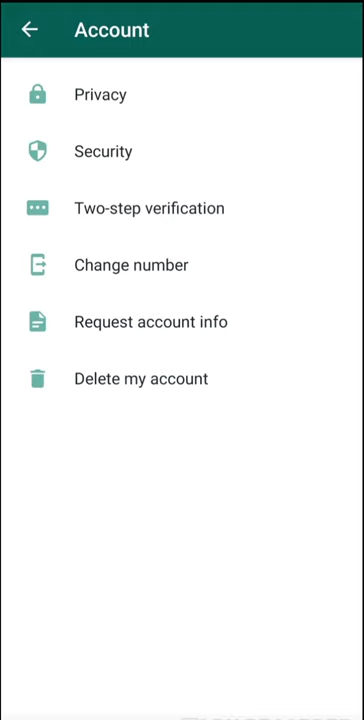 Account
Privacy
Security
Two-step verification
Change number
Request account info
Delete my account